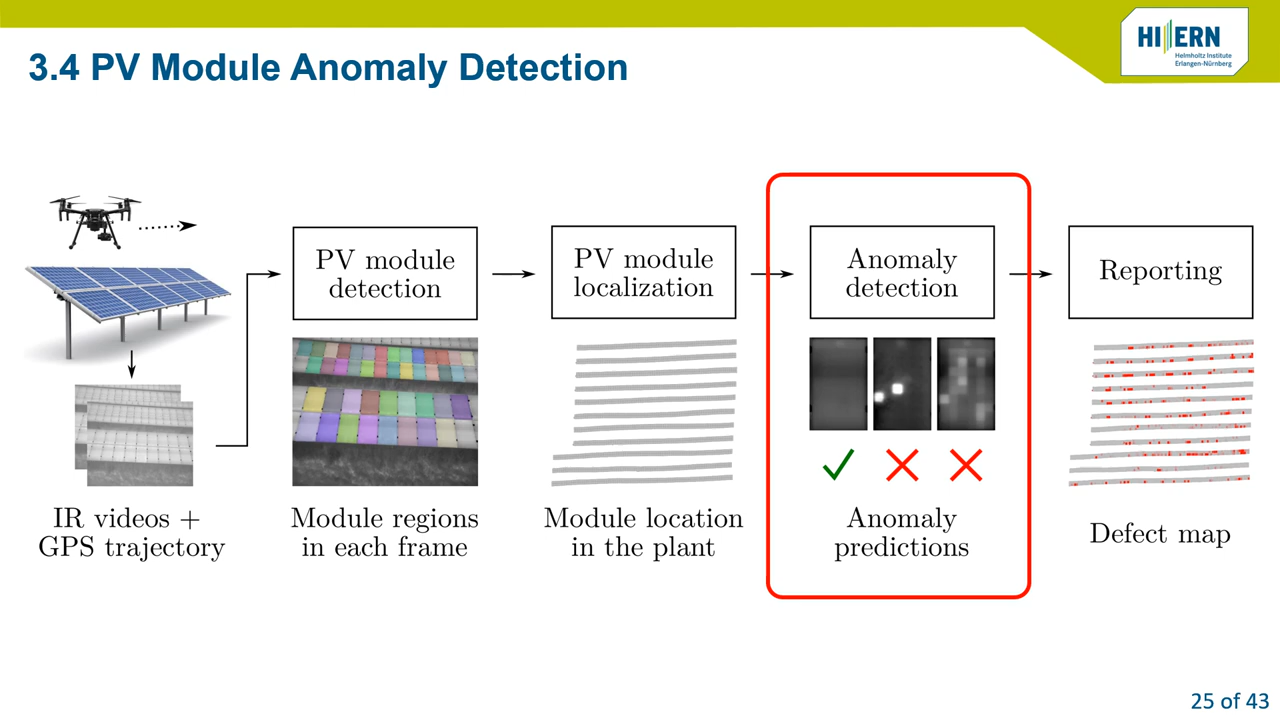 3.4 PV Module Anomaly Detection
HI ERN
Helmholtz Institute
Erlangen-Nürnberg
PV module
detection
PV module
localization
Anomaly
detection
Reporting
IR videos +
GPS trajectory
Module regions
in each frame
Module location
in the plant
Anomaly
predictions
Defect map
25 of 43